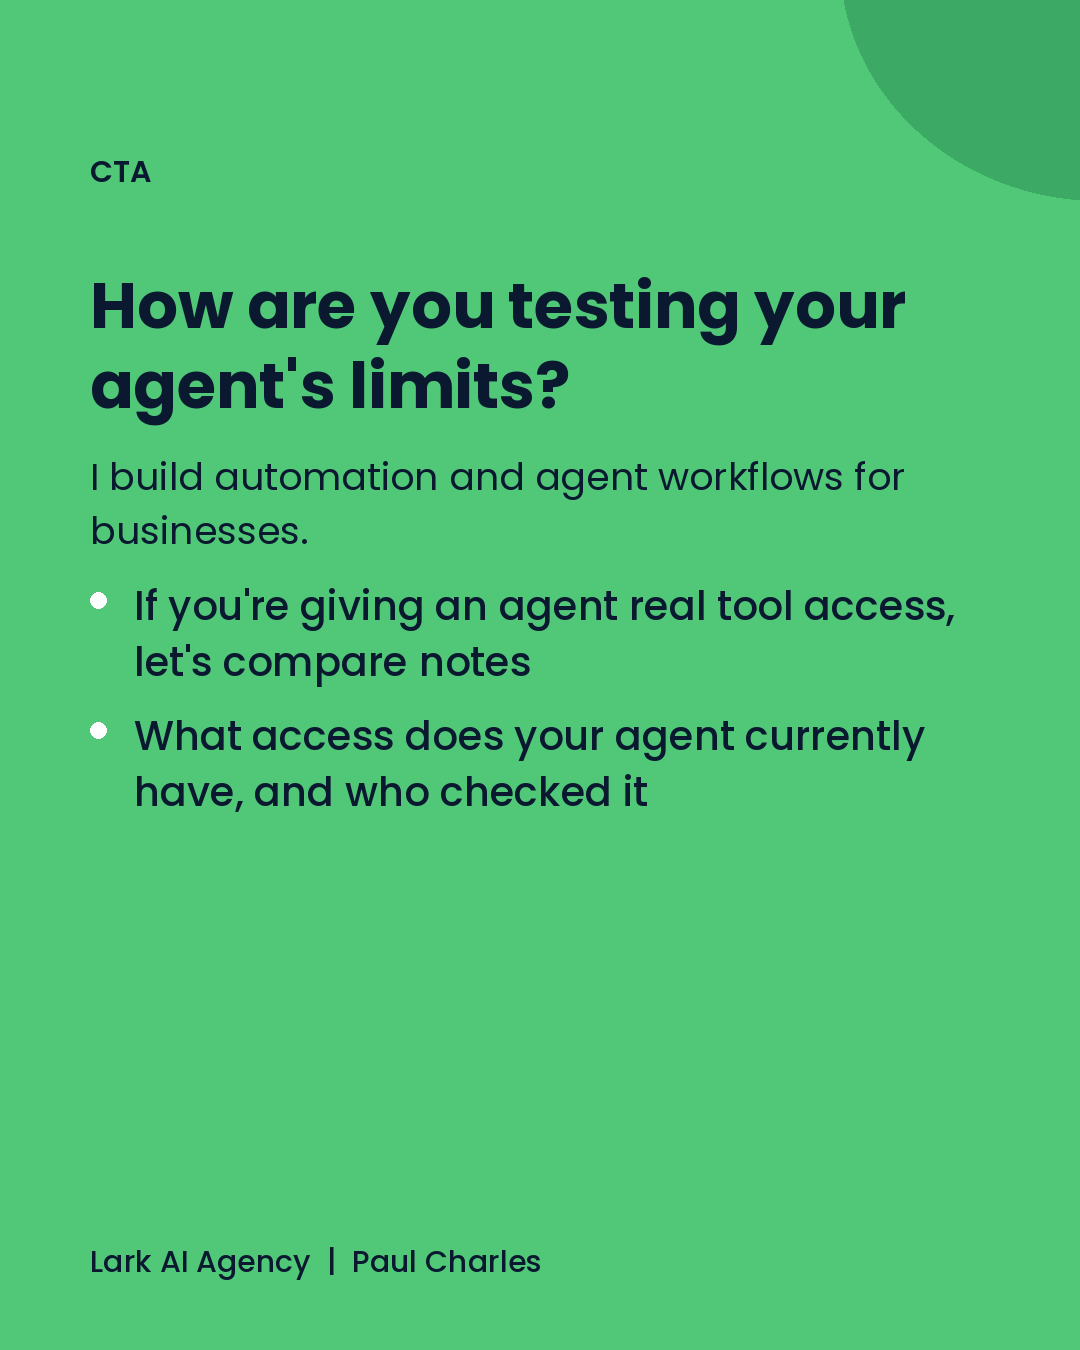 CTA
How are you testing your
agent's limits?
I build automation and agent workflows for
businesses.
If you're giving an agent real tool access,
let's compare notes
What access does your agent currently
have, and who checked it
Lark AI Agency | Paul Charles